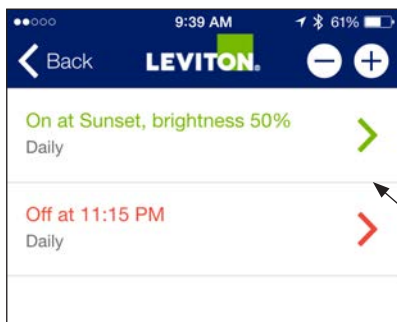 9:39 AM
61%
Back
LEVITON.
On at Sunset, brightness 50%
Daily
Off at 11:15 PM
Daily